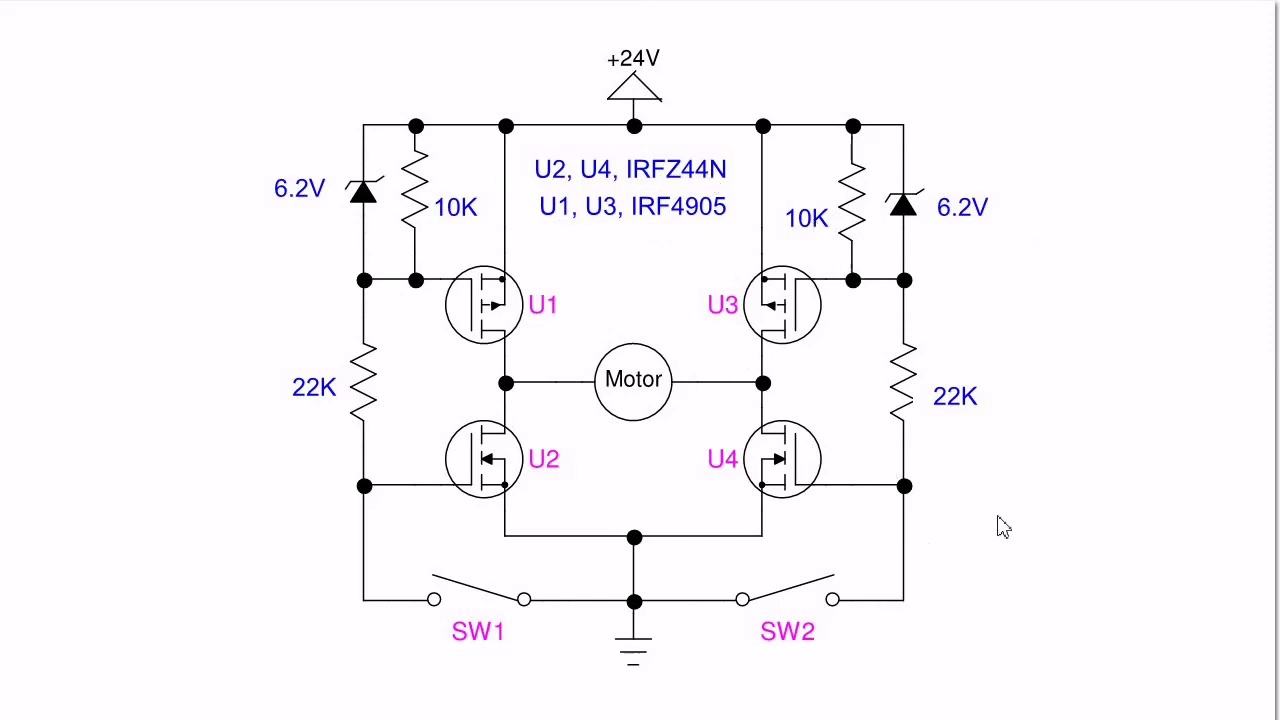 +24V
U2, U4, IRFZ44N
6.2V
10K
U1, U3, IRF4905
10K
6.2V
U1
U3
22K
Motor
22K
U2
U4
SW1
SW2